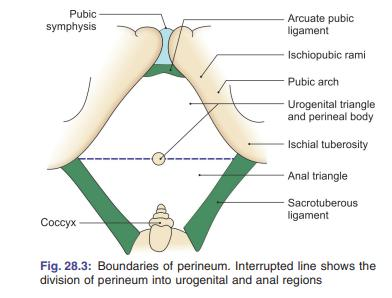 Pubic
symphysis
Arcuate pubic
ligament
Ischiopubic rami
Pubic arch
Urogenital triangle
and perineal body
Ischial tuberosity
Anal triangle
Sacrotuberous
ligament
Coccyx
Fig. 28.3: Boundaries of perineum. Interrupted line shows the
division of perineum into urogenital and anal regions